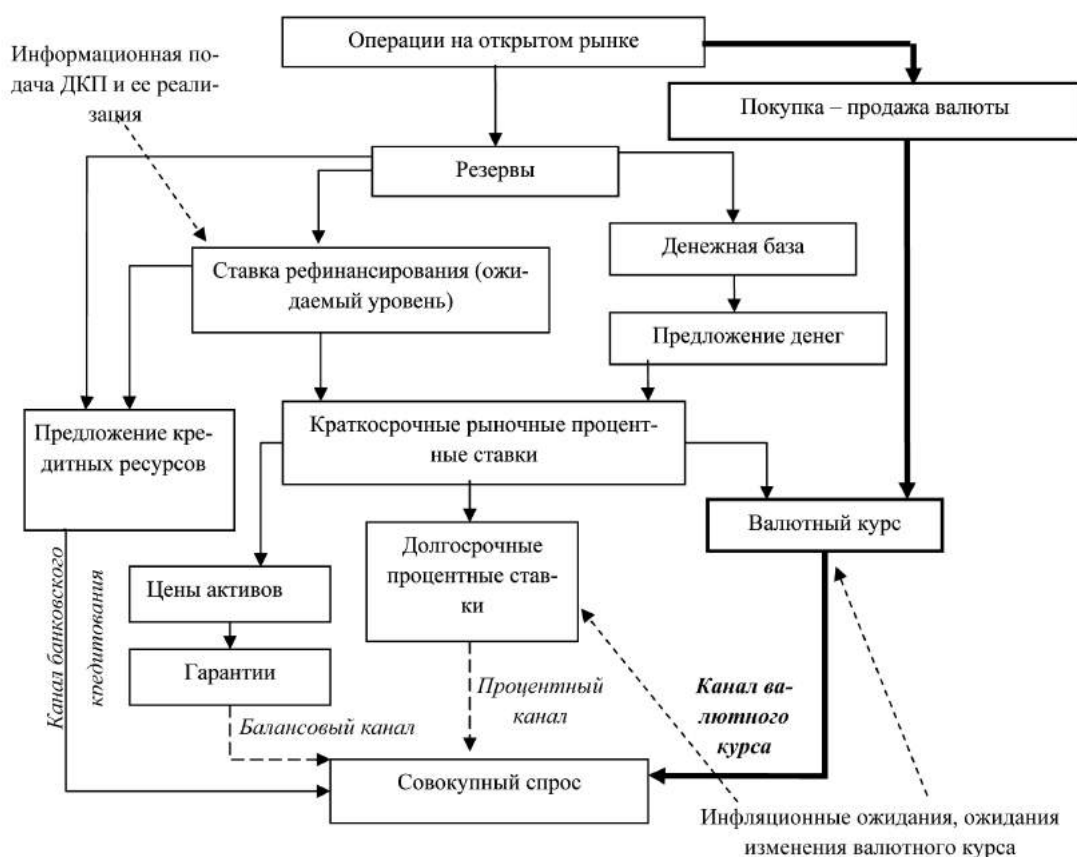 Операции на открытом рынке
Информационная по-
дача ДКП и ее реали-
зация
Покупка – продажа валюты
Резервы
Денежная база
Ставка рефинансирования (ожи-
даемый уровень)
Предложение денег
Краткосрочные рыночные процент-
ные ставки
Предложение кре-
дитных ресурсов
Валютный курс
Долгосрочные
процентные став-
ки
Цены активов
Гарантии
Канал банковского
кредитования
Процентный
канал
Канал ва-
лютного
курса
Балансовый канал
Совокупный спрос
Инфляционные ожидания, ожидания
изменения валютного курса